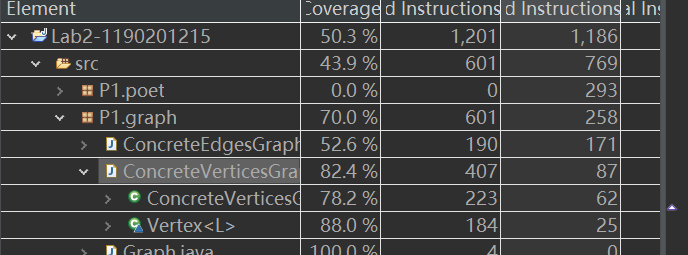 Element Coverage d Instructions d Instructions al Ins
Lab2-1190201215 50.3 % 1,201 1,186
src 43.9 % 601 769
P1.poet 0.0 % 0 293
P1.graph 70.0 % 601 258
ConcreteEdgesGraph 52.6 % 190 171
ConcreteVerticesGra 82.4 % 407 87
ConcreteVerticesG 78.2 % 223 62
Vertex<L> 88.0 % 184 25
Graph.java 100.0 % 4 0